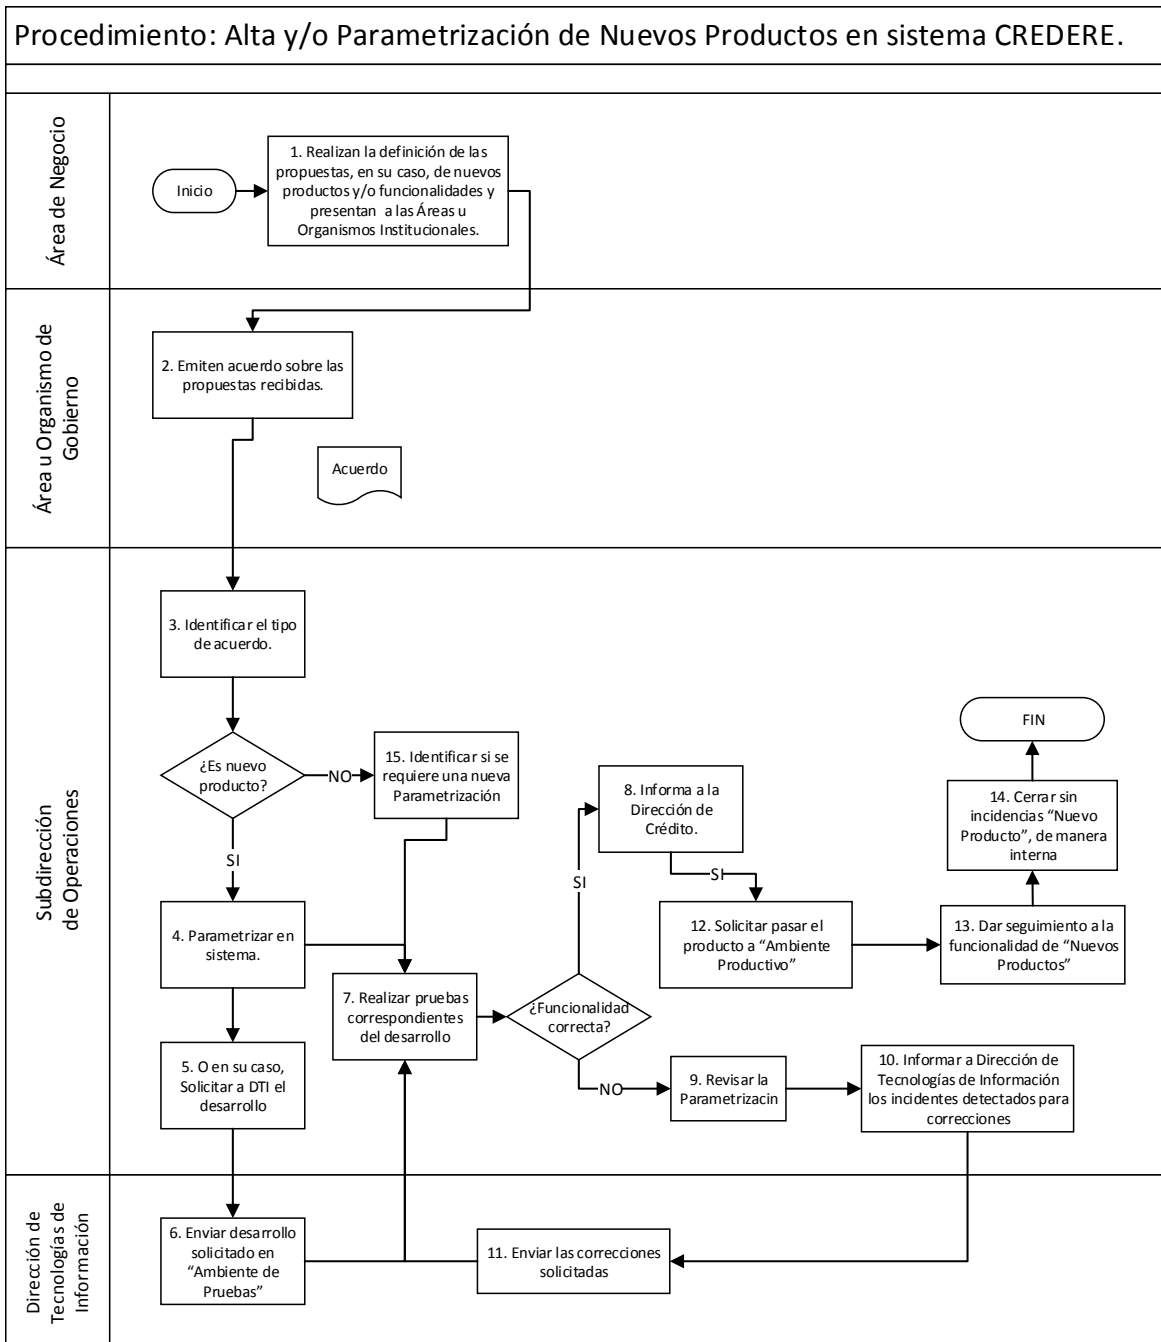 Procedimiento: Alta y/o Parametrización de Nuevos Productos en sistema CREDERE.
Área de Negocio
Inicio
1. Realizan la definición de las
propuestas, en su caso, de nuevos
productos y/o funcionalidades y
presentan a las Áreas u
Organismos Institucionales.
Área u Organismo de
Gobierno
2. Emiten acuerdo sobre las
propuestas recibidas.
Acuerdo
Subdirección
de Operaciones
3. Identificar el tipo
de acuerdo.
¿Es nuevo
producto?
NO
15. Identificar si se
requiere una nueva
Parametrización
SI
4. Parametrizar en
sistema.
5. O en su caso,
Solicitar a DTI el
desarrollo
7. Realizar pruebas
correspondientes
del desarrollo
¿Funcionalidad
correcta?
SI
8. Informa a la
Dirección de
Crédito.
SI
12. Solicitar pasar el
producto a “Ambiente
Productivo”
13. Dar seguimiento a la
funcionalidad de “Nuevos
Productos”
14. Cerrar sin
incidencias “Nuevo
Producto”, de manera
interna
FIN
NO
9. Revisar la
Parametrizacin
10. Informar a Dirección de
Tecnologías de Información
los incidentes detectados para
correcciones
Dirección de
Tecnologías de
Información
6. Enviar desarrollo
solicitado en
“Ambiente de
Pruebas”
11. Enviar las correcciones
solicitadas